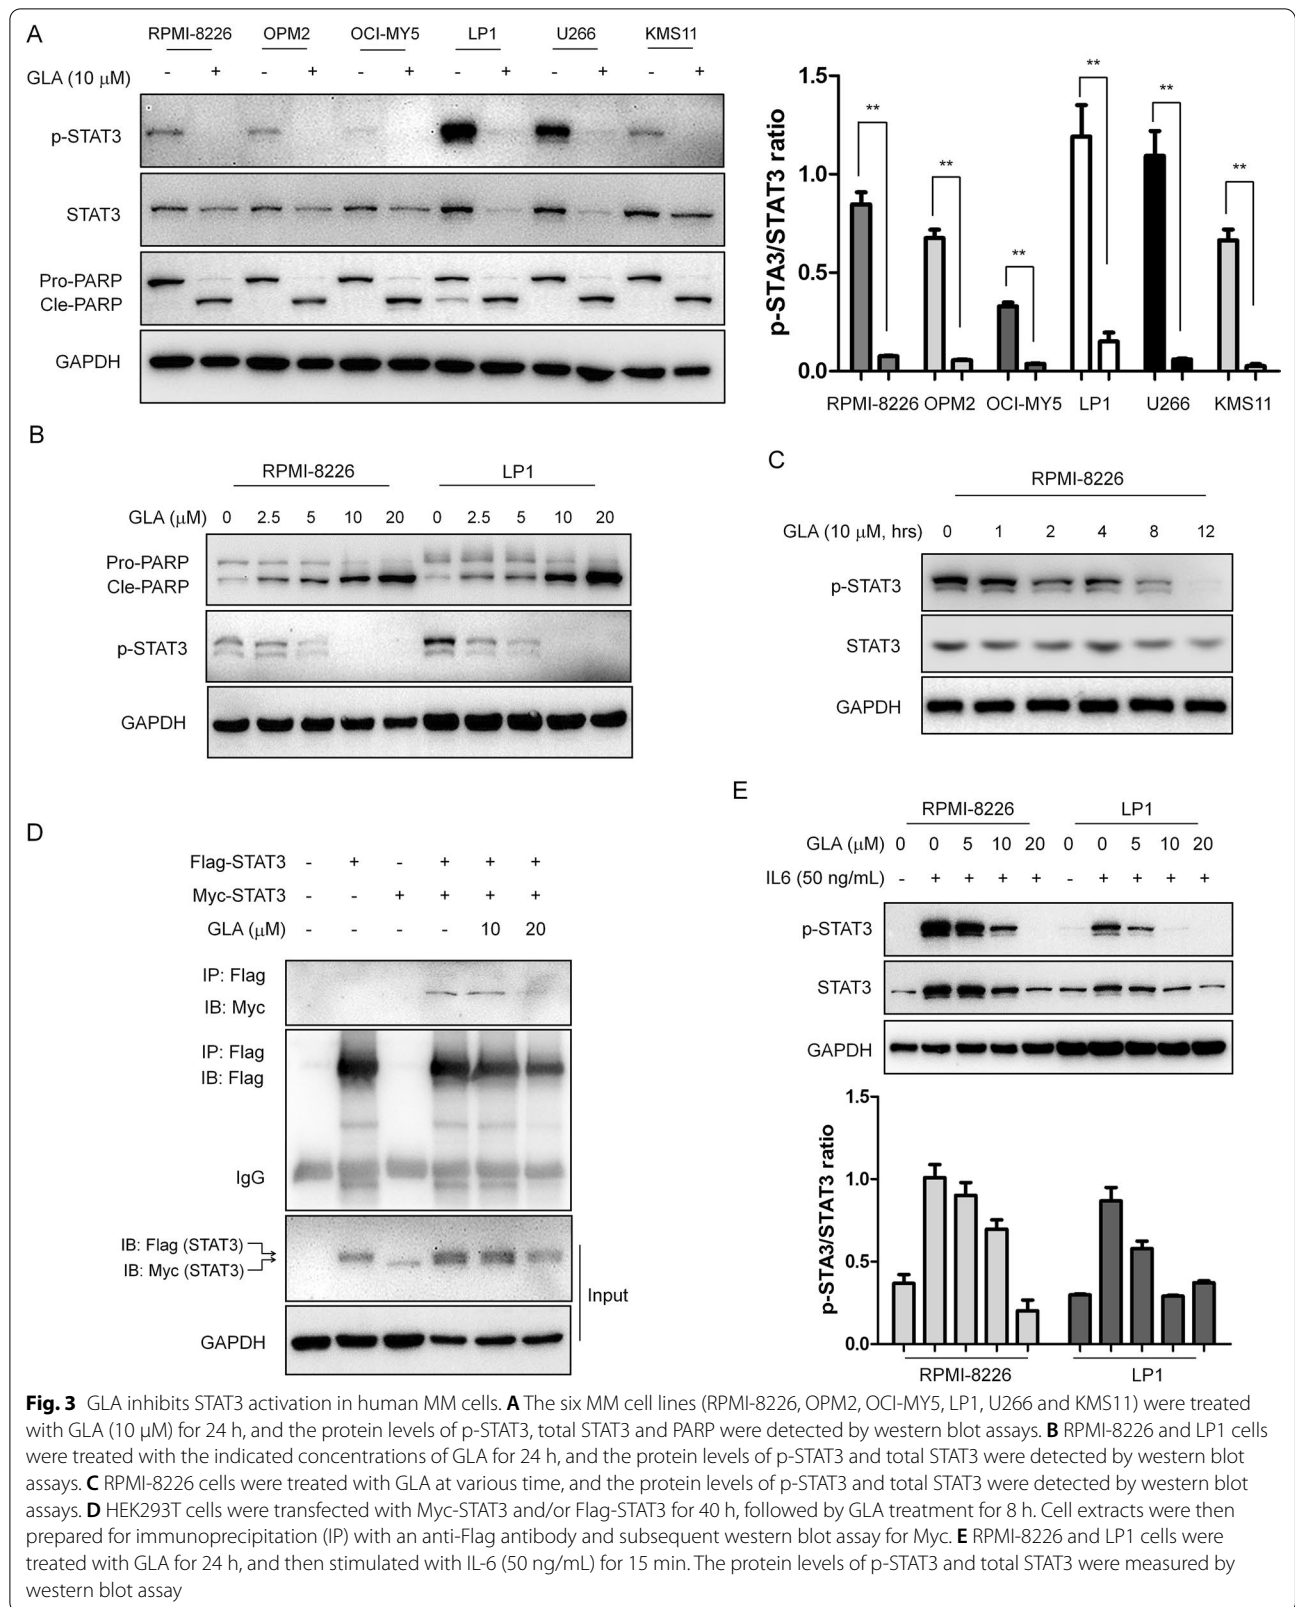 A
RPMI-8226 OPM2 OCI-MY5 LP1 U266 KMS11
GLA (10 μM) - + - + - + - + - + - +
p-STAT3
STAT3
Pro-PARP
Cle-PARP
GAPDH
p-STA3/STAT3 ratio
1.5
1.0
0.5
0.0
** ** ** ** ** **
RPMI-8226 OPM2 OCI-MY5 LP1 U266 KMS11
B
RPMI-8226 LP1
GLA (μM) 0 2.5 5 10 20 0 2.5 5 10 20
Pro-PARP
Cle-PARP
p-STAT3
GAPDH
C
RPMI-8226
GLA (10 μM, hrs) 0 1 2 4 8 12
p-STAT3
STAT3
GAPDH
D
Flag-STAT3 - + - + + +
Myc-STAT3 - - + + + +
GLA (μM) - - - - 10 20
IP: Flag
IB: Myc
IP: Flag
IB: Flag
IgG
IB: Flag (STAT3)
IB: Myc (STAT3)
Input
GAPDH
E
RPMI-8226 LP1
GLA (μM) 0 0 5 10 20 0 0 5 10 20
IL6 (50 ng/mL) - + + + + - + + + +
p-STAT3
STAT3
GAPDH
p-STA3/STAT3 ratio
1.5
1.0
0.5
0.0
RPMI-8226 LP1
Fig. 3 GLA inhibits STAT3 activation in human MM cells. A The six MM cell lines (RPMI-8226, OPM2, OCI-MY5, LP1, U266 and KMS11) were treated
with GLA (10 μM) for 24 h, and the protein levels of p-STAT3, total STAT3 and PARP were detected by western blot assays. B RPMI-8226 and LP1 cells
were treated with the indicated concentrations of GLA for 24 h, and the protein levels of p-STAT3 and total STAT3 were detected by western blot
assays. C RPMI-8226 cells were treated with GLA at various time, and the protein levels of p-STAT3 and total STAT3 were detected by western blot
assays. D HEK293T cells were transfected with Myc-STAT3 and/or Flag-STAT3 for 40 h, followed by GLA treatment for 8 h. Cell extracts were then
prepared for immunoprecipitation (IP) with an anti-Flag antibody and subsequent western blot assay for Myc. E RPMI-8226 and LP1 cells were
treated with GLA for 24 h, and then stimulated with IL-6 (50 ng/mL) for 15 min. The protein levels of p-STAT3 and total STAT3 were measured by
western blot assay